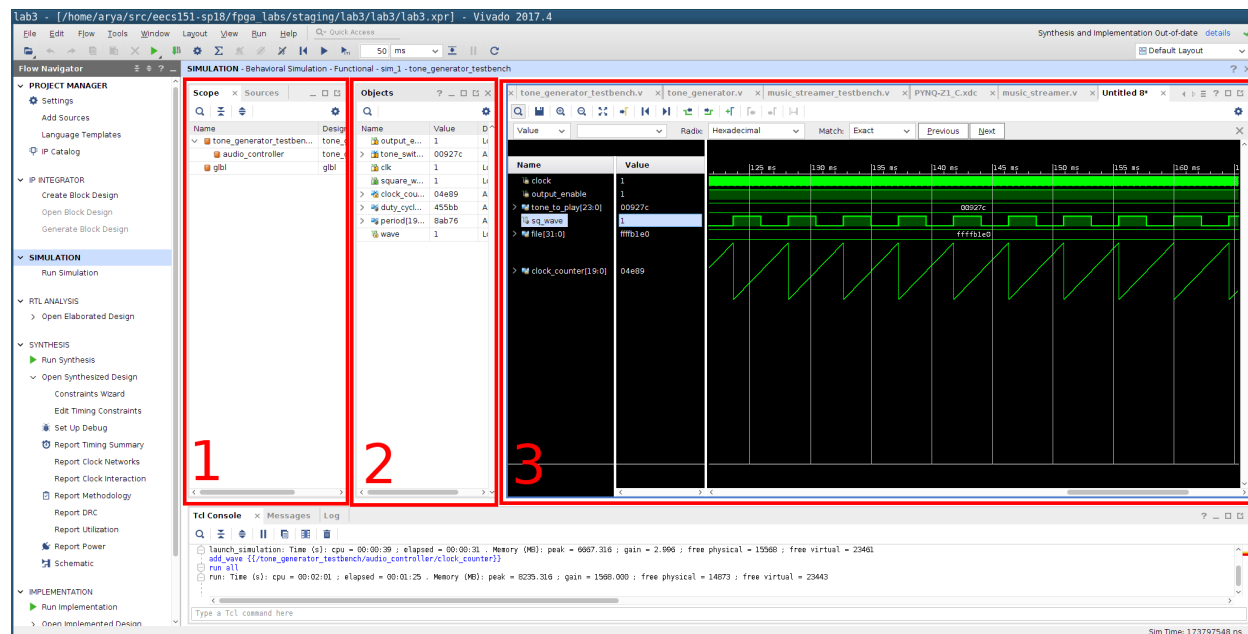 lab3 - [/home/arya/src/eecs151-sp18/fpga_labs/staging/lab3/lab3/lab3.xpr] - Vivado 2017.4
File Edit Flow Tools Window Layout View Run Help Q- Quick Access
Synthesis and Implementation Out-of-date details
50 ms
Default Layout
Flow Navigator
PROJECT MANAGER
Settings
Add Sources
Language Templates
IP Catalog
IP INTEGRATOR
Create Block Design
Open Block Design
Generate Block Design
SIMULATION
Run Simulation
RTL ANALYSIS
Open Elaborated Design
SYNTHESIS
Run Synthesis
Open Synthesized Design
Constraints Wizard
Edit Timing Constraints
Set Up Debug
Report Timing Summary
Report Clock Networks
Report Clock Interaction
Report Methodology
Report DRC
Report Utilization
Report Power
Schematic
IMPLEMENTATION
Run Implementation
Open Implemented Design
SIMULATION - Behavioral Simulation - Functional - sim_1 - tone_generator_testbench
Scope Sources
Name Desig
tone_generator_testben... tone_g
audio_controller tone_g
glbl glbl
1
Objects
Name Value D
output_e... 1 Lo
tone_swit... 00927c A
clk 1 Lo
square_w... 1 Lo
clock_cou... 04e89 A
duty_cycl... 455bb A
period[19... 8ab76 A
wave 1 Lo
2
tone_generator_testbench.v tone_generator.v music_streamer_testbench.v PYNQ-Z1_C.xdc music_streamer.v Untitled 8*
Value Radix: Hexadecimal Match: Exact Previous Next
Name Value
125 ms 130 ms 135 ms 140 ms 145 ms 150 ms 155 ms 160 ms
clock 1
output_enable 1
tone_to_play[23:0] 00927c 00927c
sq_wave 1
file[31:0] ffffb1e0 ffffb1e0
clock_counter[19:0] 04e89
3
Tcl Console Messages Log
launch_simulation: Time (s): cpu = 00:00:39 ; elapsed = 00:00:31 . Memory (MB): peak = 6667.316 ; gain = 2.996 ; free physical = 15568 ; free virtual = 23461
add_wave {{/tone_generator_testbench/audio_controller/clock_counter}}
run all
run: Time (s): cpu = 00:02:01 ; elapsed = 00:01:25 . Memory (MB): peak = 8235.316 ; gain = 1568.000 ; free physical = 14873 ; free virtual = 23443
Type a Tcl command here
Sim Time: 173797548 ns